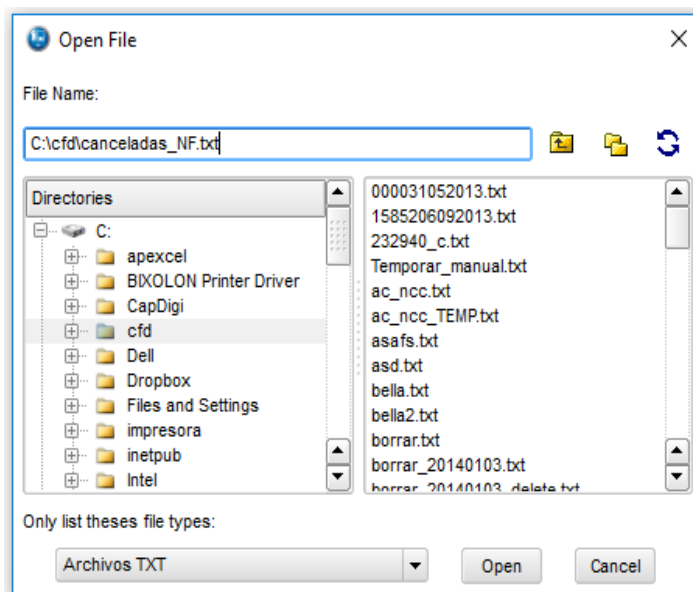 Open File
File Name:
C:\cfd\canceladas_NF.txt
Directories
C:
apexcel
BIXOLON Printer Driver
CapDigi
cfd
Dell
Dropbox
Files and Settings
impresora
inetpub
Intel
000031052013.txt
1585206092013.txt
232940_c.txt
Temporar_manual.txt
ac_ncc.txt
ac_ncc_TEMP.txt
asafs.txt
asd.txt
bella.txt
bella2.txt
borrar.txt
borrar_20140103.txt
borrar_20140103_delete.txt
Only list theses file types:
Archivos TXT
Open
Cancel